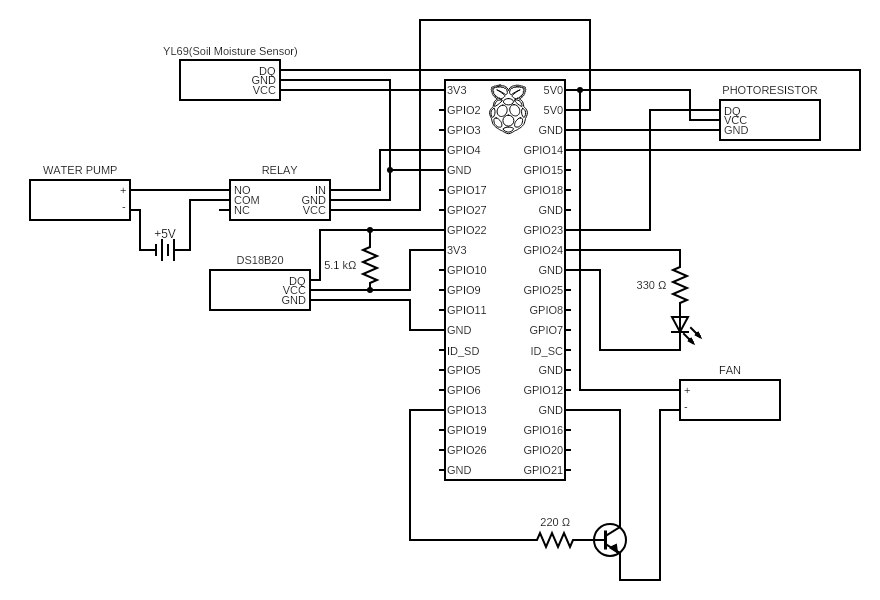 YL69(Soil Moisture Sensor)
DQ
GND
VCC
WATER PUMP
+
-
RELAY
NO
COM
NC
IN
GND
VCC
+5V
DS18B20
DQ
VCC
GND
5.1 kΩ
3V3
GPIO2
GPIO3
GPIO4
GND
GPIO17
GPIO27
GPIO22
3V3
GPIO10
GPIO9
GPIO11
GND
ID_SD
GPIO5
GPIO6
GPIO13
GPIO19
GPIO26
GND
5V0
5V0
GND
GPIO14
GPIO15
GPIO18
GND
GPIO23
GPIO24
GND
GPIO25
GPIO8
GPIO7
ID_SC
GND
GPIO12
GND
GPIO16
GPIO20
GPIO21
PHOTORESISTOR
DQ
VCC
GND
330 Ω
FAN
+
-
220 Ω